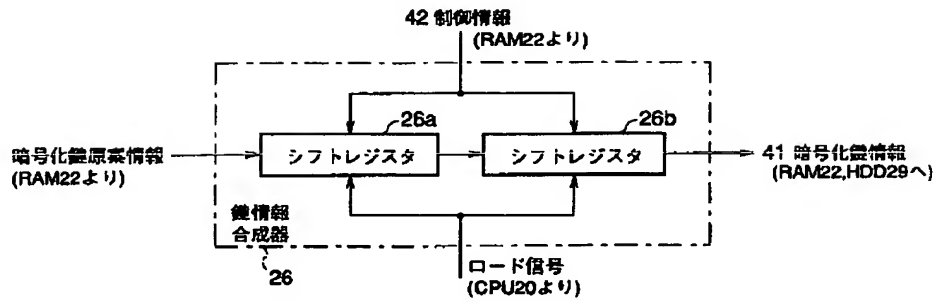 42 制御情報
(RAM22より)
26a
26b
暗号化鍵原案情報
(RAM22より)
シフトレジスタ
シフトレジスタ
41 暗号化鍵情報
(RAM22,HDD29へ)
鍵情報
合成器
26
ロード信号
(CPU20より)